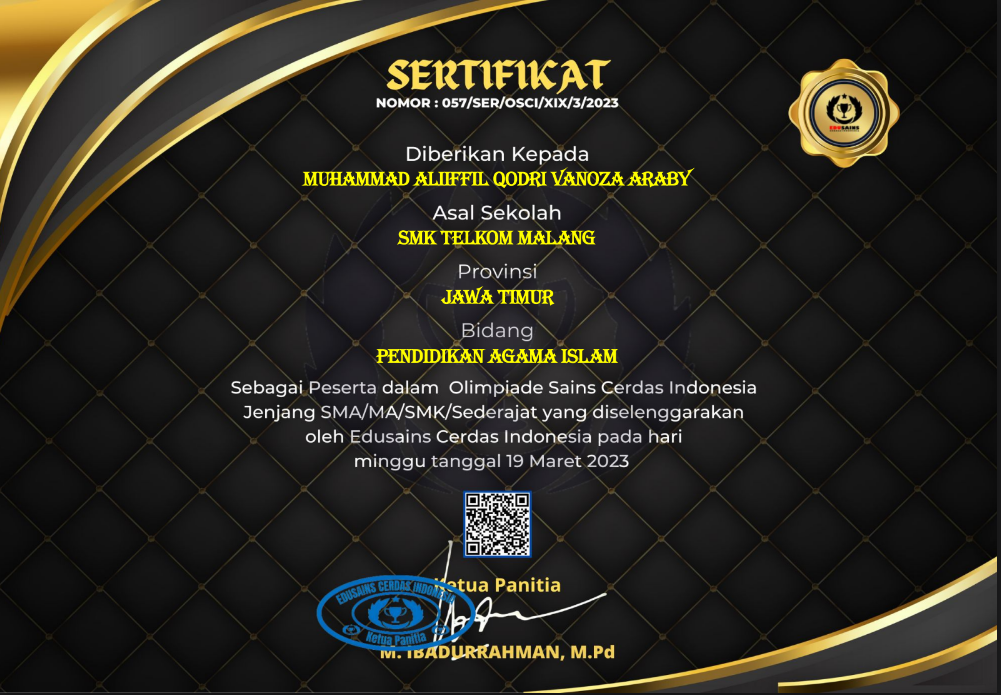 SERTIFIKAT
NOMOR : 057/SER/OSCI/XIX/3/2023
EDUSAINS
Diberikan Kepada
MUHAMMAD ALIIFFIL QODRI VANOZA ARABY
Asal Sekolah
SMK TELKOM MALANG
Provinsi
JAWA TIMUR
Bidang
PENDIDIKAN AGAMA ISLAM
Sebagai Peserta dalam Olimpiade Sains Cerdas Indonesia
Jenjang SMA/MA/SMK/Sederajat yang diselenggarakan
oleh Edusains Cerdas Indonesia pada hari
minggu tanggal 19 Maret 2023
Ketua Panitia
EDUSAINS CERDAS INDONESIA
Ketua Panitia
M. IBADURRAHMAN, M.Pd